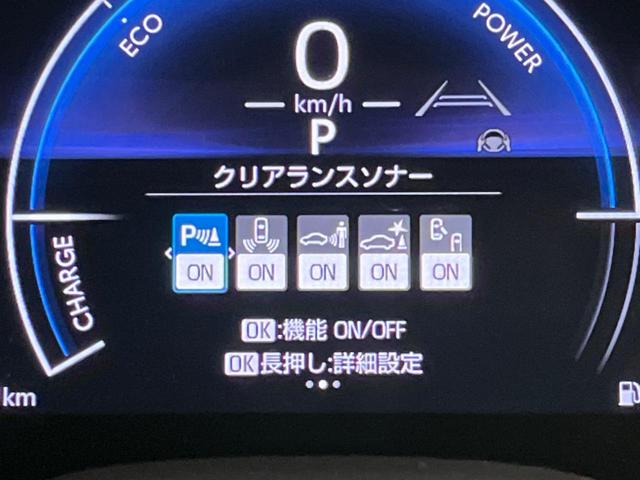 ECO
POWER
0
km/h
P
クリアランスソナー
P
ON ON ON ON ON
CHARGE
OK:機能 ON/OFF
OK長押し:詳細設定
km